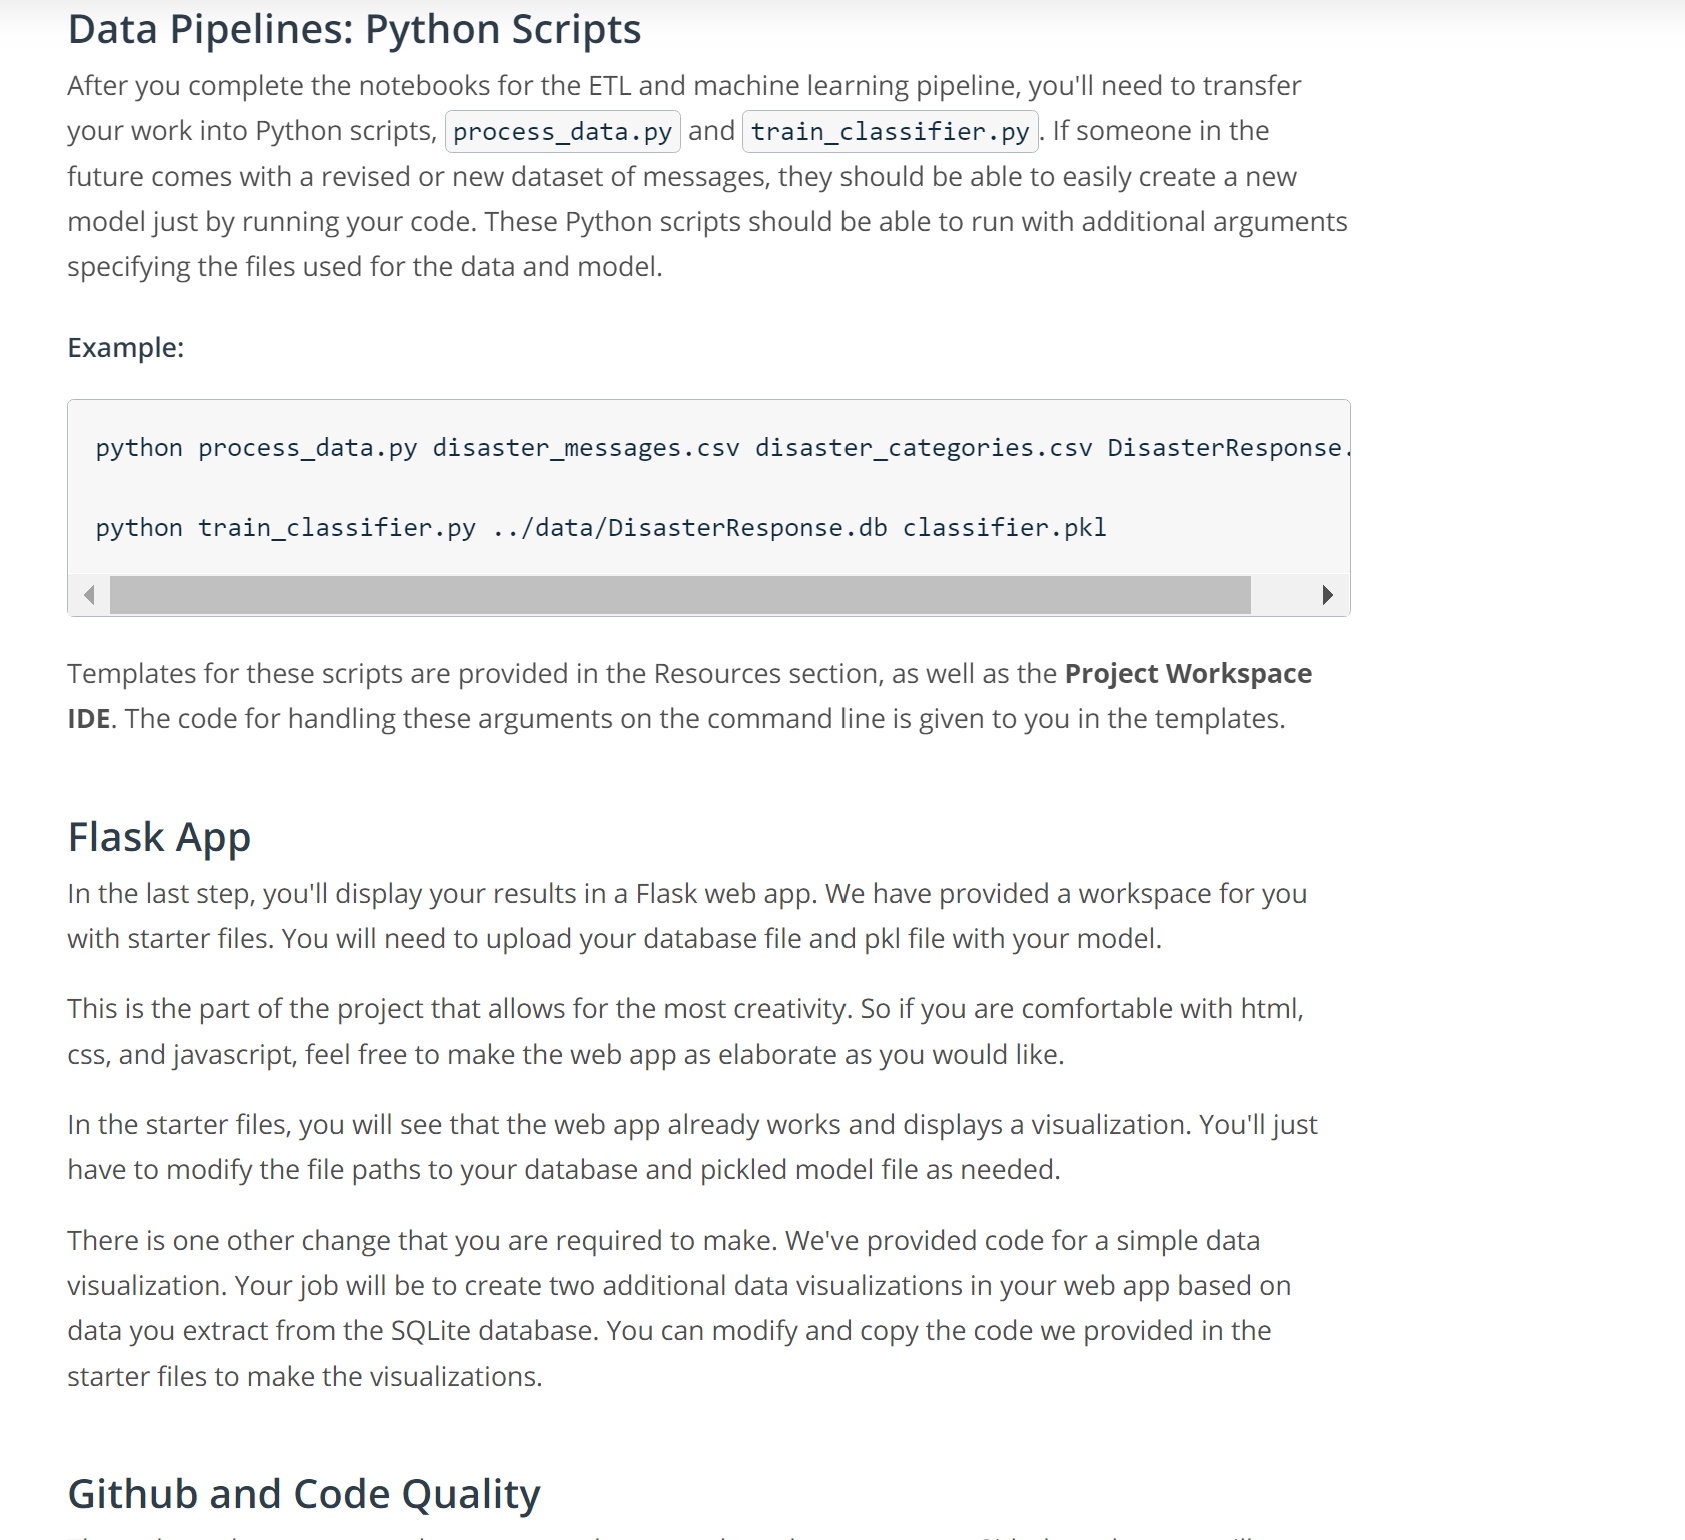 Data Pipelines: Python Scripts
After you complete the notebooks for the ETL and machine learning pipeline, you'll need to transfer
your work into Python scripts, process_data.py and train_classifier.py. If someone in the
future comes with a revised or new dataset of messages, they should be able to easily create a new
model just by running your code. These Python scripts should be able to run with additional arguments
specifying the files used for the data and model.
Example:
python process_data.py disaster_messages.csv disaster_categories.csv DisasterResponse.
python train_classifier.py ../data/DisasterResponse.db classifier.pkl
Templates for these scripts are provided in the Resources section, as well as the Project Workspace
IDE. The code for handling these arguments on the command line is given to you in the templates.
Flask App
In the last step, you'll display your results in a Flask web app. We have provided a workspace for you
with starter files. You will need to upload your database file and pkl file with your model.
This is the part of the project that allows for the most creativity. So if you are comfortable with html,
css, and javascript, feel free to make the web app as elaborate as you would like.
In the starter files, you will see that the web app already works and displays a visualization. You'll just
have to modify the file paths to your database and pickled model file as needed.
There is one other change that you are required to make. We've provided code for a simple data
visualization. Your job will be to create two additional data visualizations in your web app based on
data you extract from the SQLite database. You can modify and copy the code we provided in the
starter files to make the visualizations.
Github and Code Quality